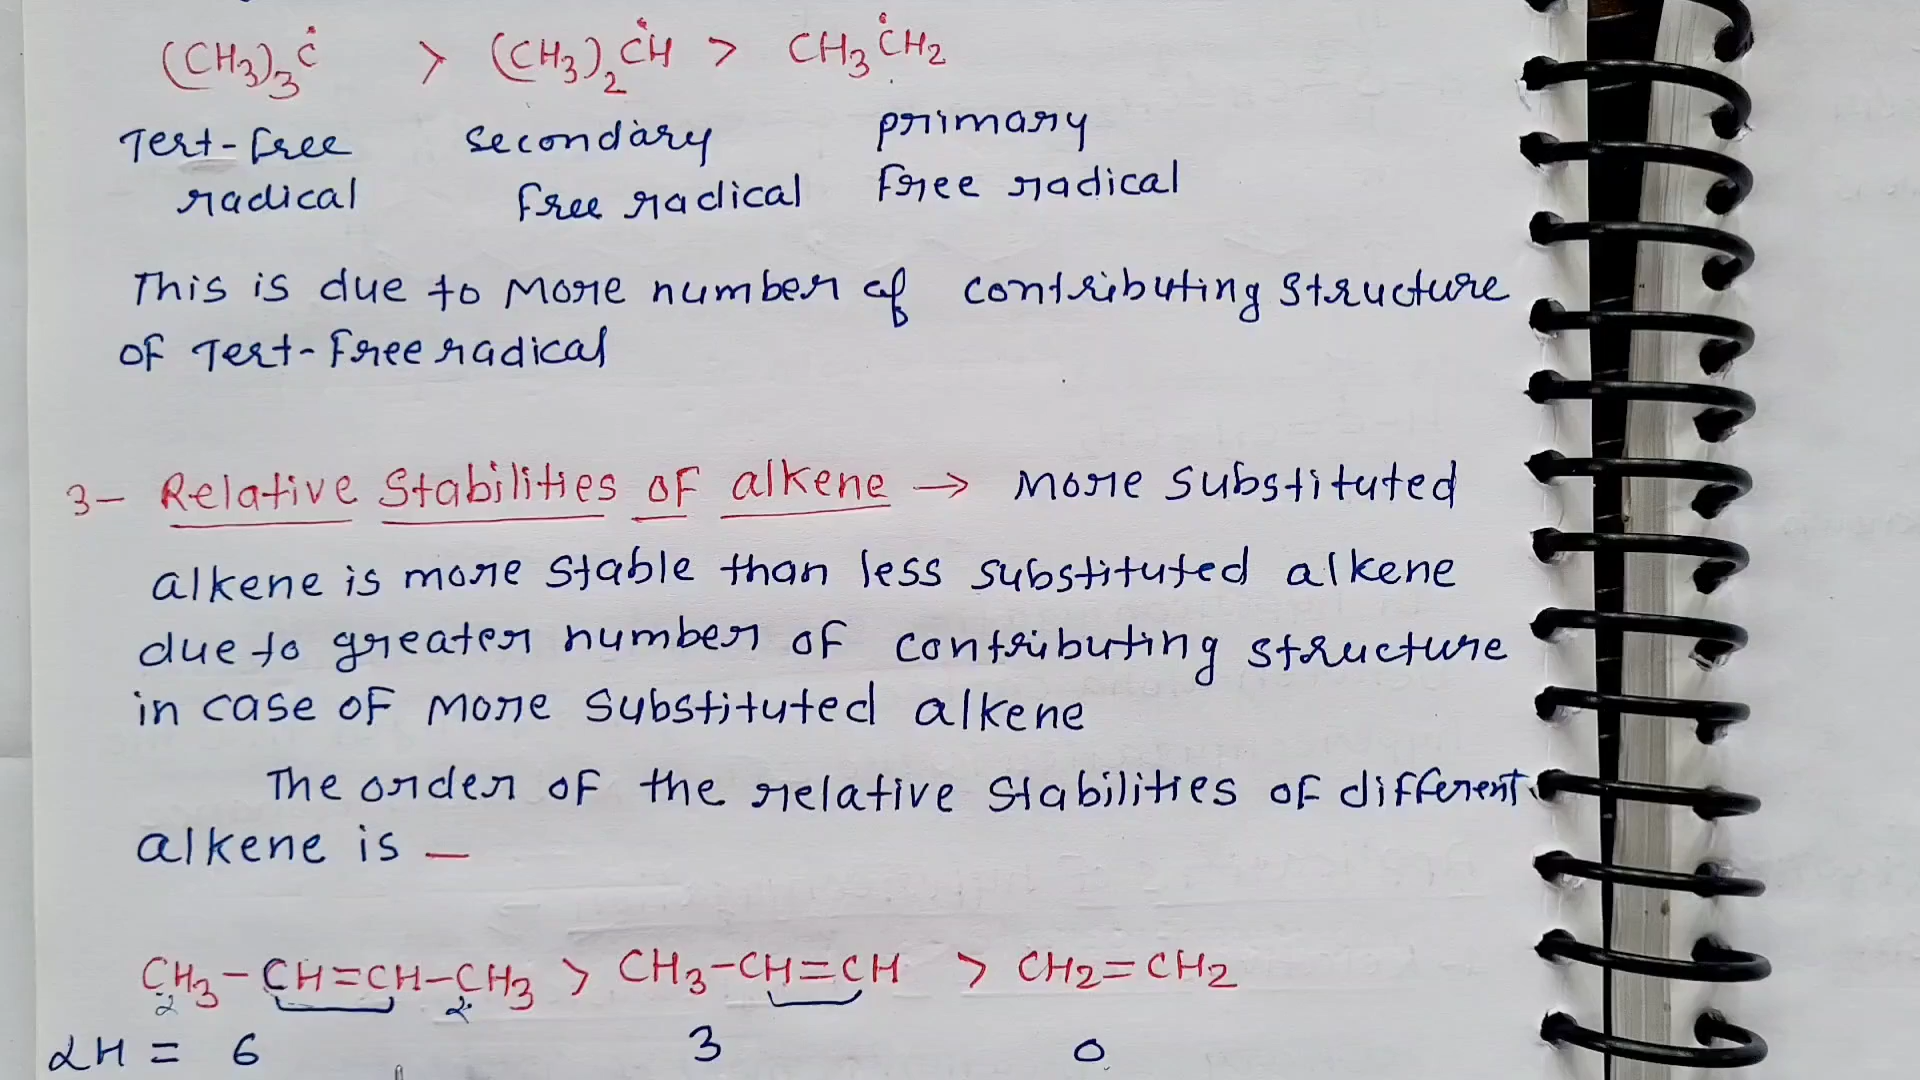 (CH3)3Ċ > (CH3)2ĊH > CH3ĊH2
Tert-free secondary primary
radical free radical free radical
This is due to more number of contributing structure
of Tert-free radical
3- Relative Stabilities of alkene → more substituted
alkene is more stable than less substituted alkene
due to greater number of contributing structure
in case of more substituted alkene
The order of the relative stabilities of different
alkene is —
CH3-CH=CH-CH3 > CH3-CH=CH > CH2=CH2
α α
αH = 6 3 0